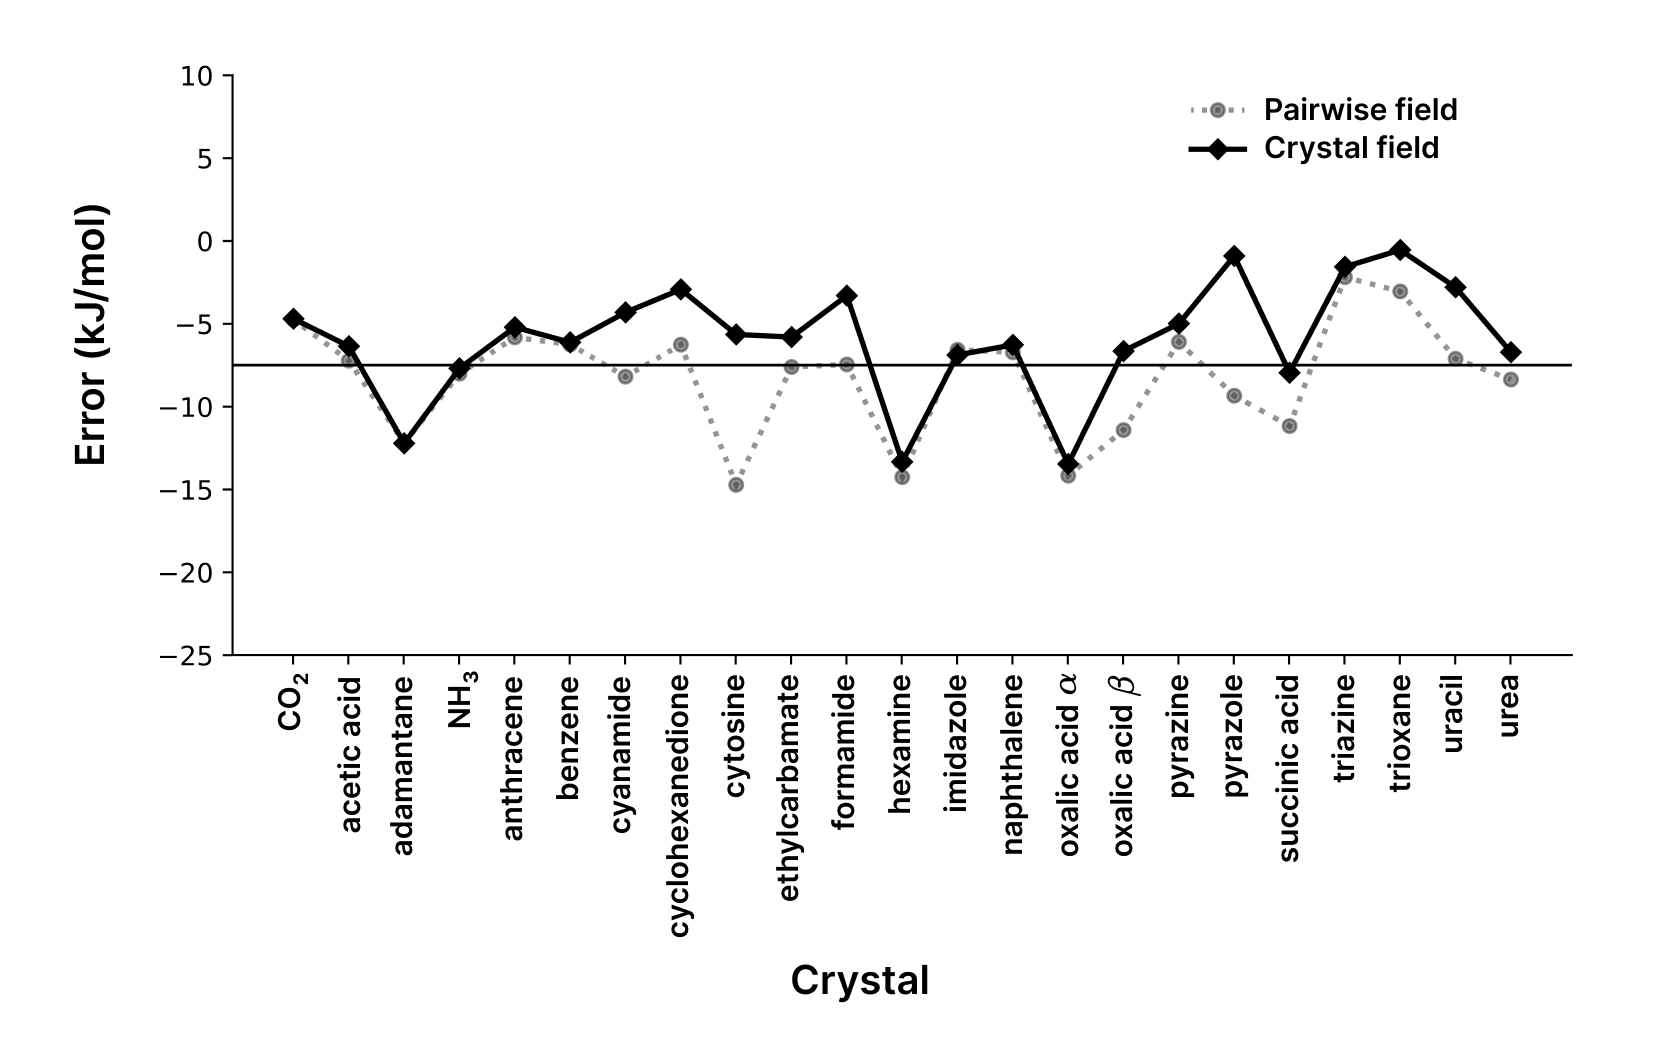 10
5
0
−5
−10
−15
−20
−25
Error (kJ/mol)
Pairwise field
Crystal field
CO₂
acetic acid
adamantane
NH₃
anthracene
benzene
cyanamide
cyclohexanedione
cytosine
ethylcarbamate
formamide
hexamine
imidazole
naphthalene
oxalic acid α
oxalic acid β
pyrazine
pyrazole
succinic acid
triazine
trioxane
uracil
urea
Crystal